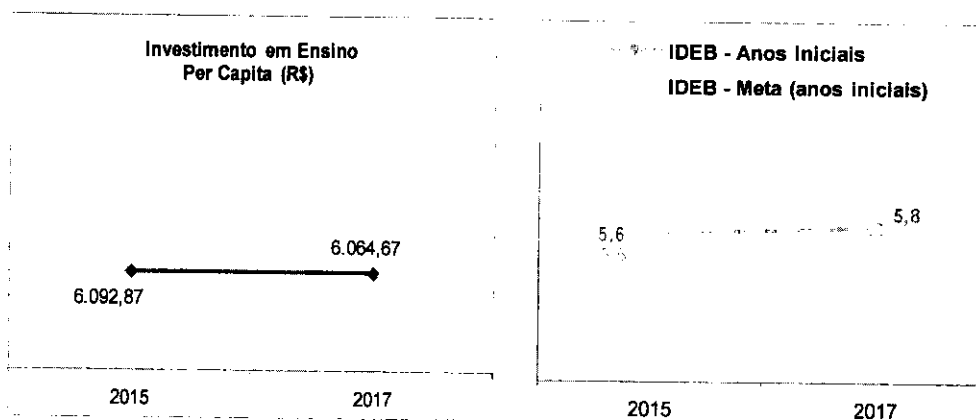 Investimento em Ensino
Per Capita (R$)
6.064,67
6.092,87
2015 2017
IDEB - Anos Iniciais
IDEB - Meta (anos iniciais)
5,8
5,6
2015 2017